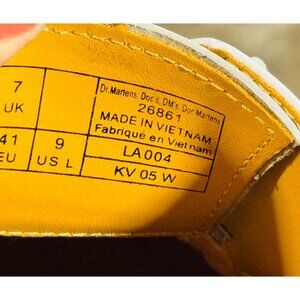 7
UK
41
EU
9
US L
Dr. Martens, Doc's, DM's, Doc Martens
26861
MADE IN VIETNAM
Fabriqué en Vietnam
LA004
KV 05 W